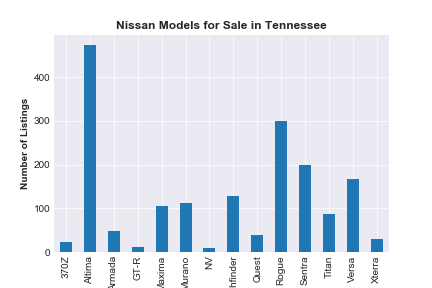 Nissan Models for Sale in Tennessee
Number of Listings
400
300
200
100
0
370Z
Altima
Armada
GT-R
Maxima
Murano
NV
hfinder
Quest
Rogue
Sentra
Titan
Versa
Xterra